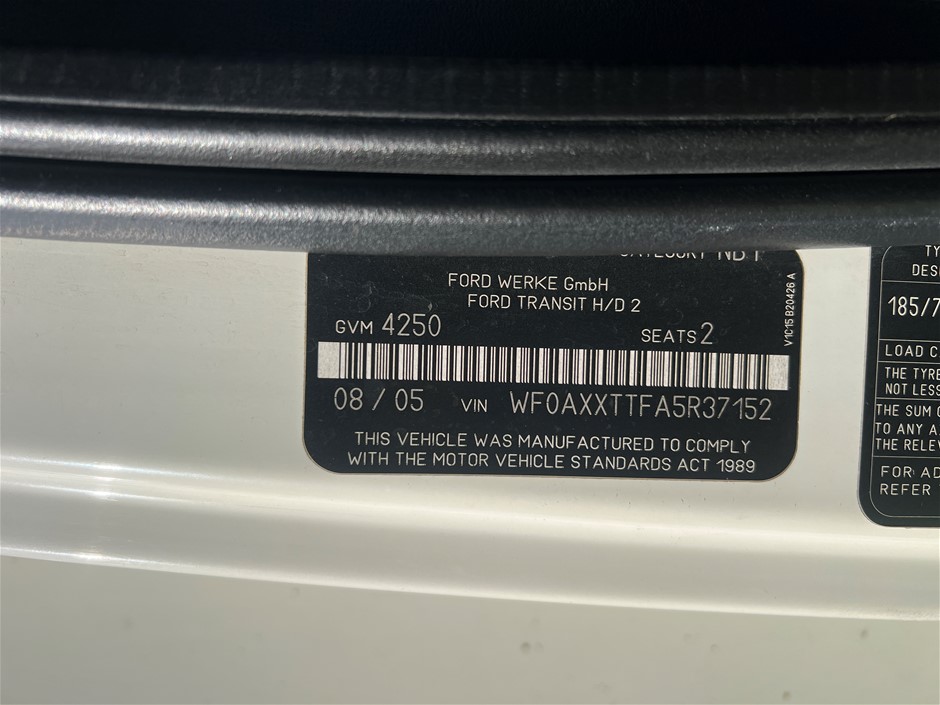 FORD WERKE GmbH
FORD TRANSIT H/D 2
GVM 4250
SEATS 2
08 / 05 VIN WF0AXXTTFA5R37152
THIS VEHICLE WAS MANUFACTURED TO COMPLY
WITH THE MOTOR VEHICLE STANDARDS ACT 1989
V1C15 B20426 A
TY
DES
185/7
LOAD C
THE TYRE
NOT LESS
THE SUM O
TO ANY A
THE RELEV
FOR AD
REFER